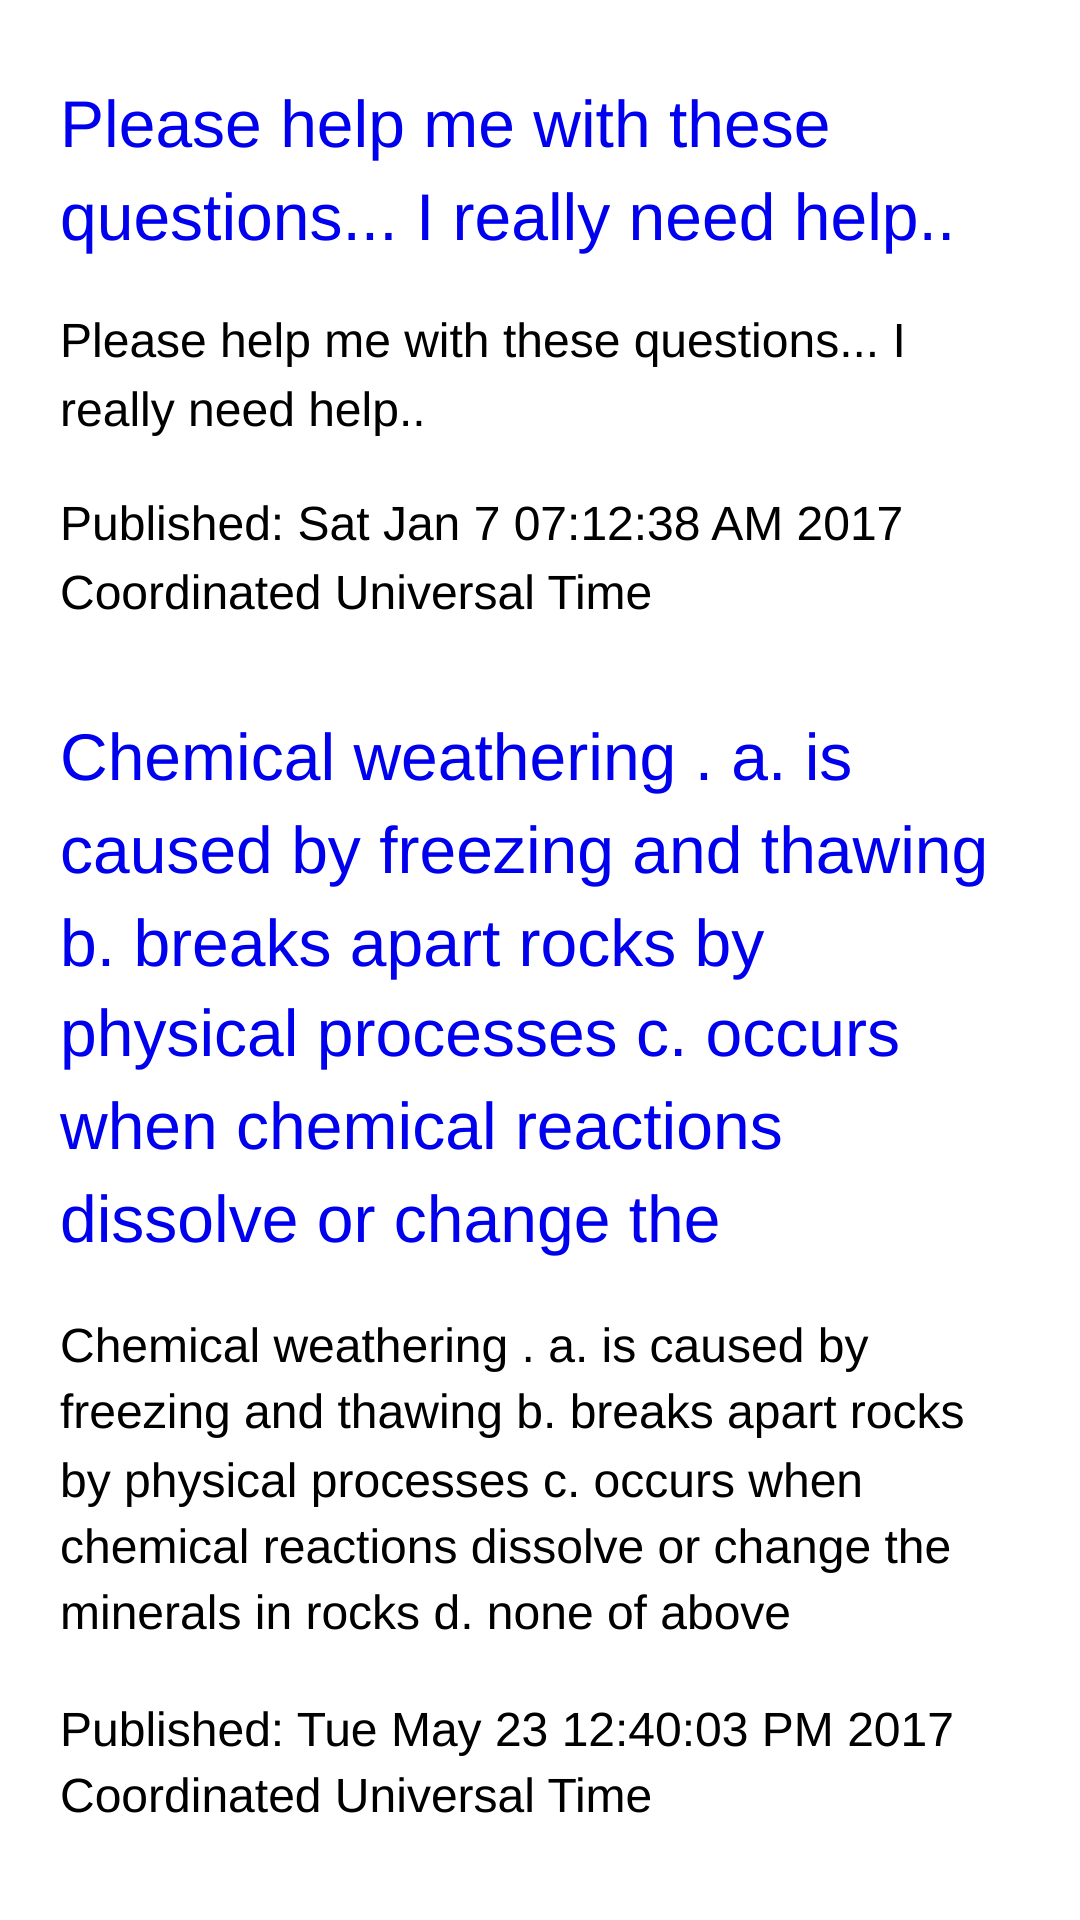 Please help me with these
questions... I really need help..
Please help me with these questions... I
really need help..
Published: Sat Jan 7 07:12:38 AM 2017
Coordinated Universal Time
Chemical weathering . a. is
caused by freezing and thawing
b. breaks apart rocks by
physical processes c. occurs
when chemical reactions
dissolve or change the
Chemical weathering . a. is caused by
freezing and thawing b. breaks apart rocks
by physical processes c. occurs when
chemical reactions dissolve or change the
minerals in rocks d. none of above
Published: Tue May 23 12:40:03 PM 2017
Coordinated Universal Time